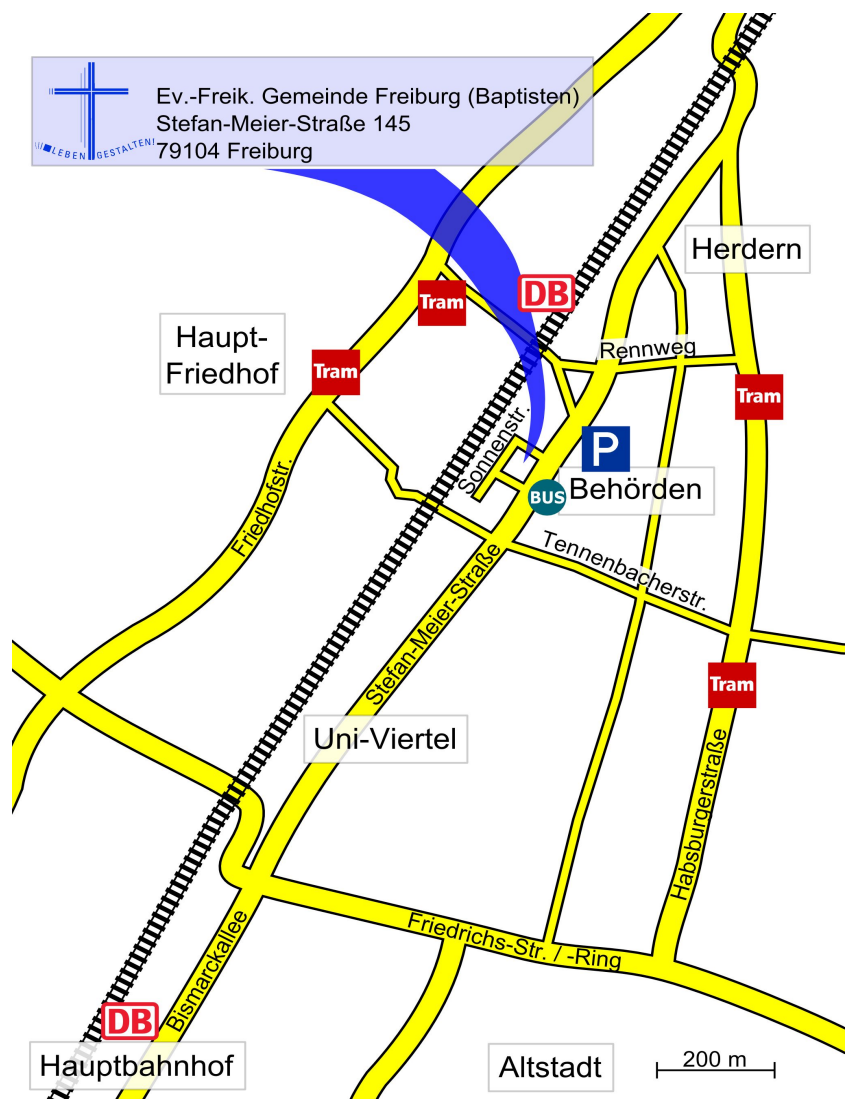 Ev.-Freik. Gemeinde Freiburg (Baptisten)
Stefan-Meier-Straße 145
79104 Freiburg
LEBEN GESTALTEN!
Herdern
DB
Tram
Haupt-
Friedhof
Tram
Rennweg
Tram
Sonnenstr.
P
BUS
Behörden
Friedhofstr.
Tennenbacherstr.
Stefan-Meier-Straße
Tram
Uni-Viertel
Habsburgerstraße
Friedrichs-Str. / -Ring
Bismarckallee
DB
Hauptbahnhof
Altstadt
200 m